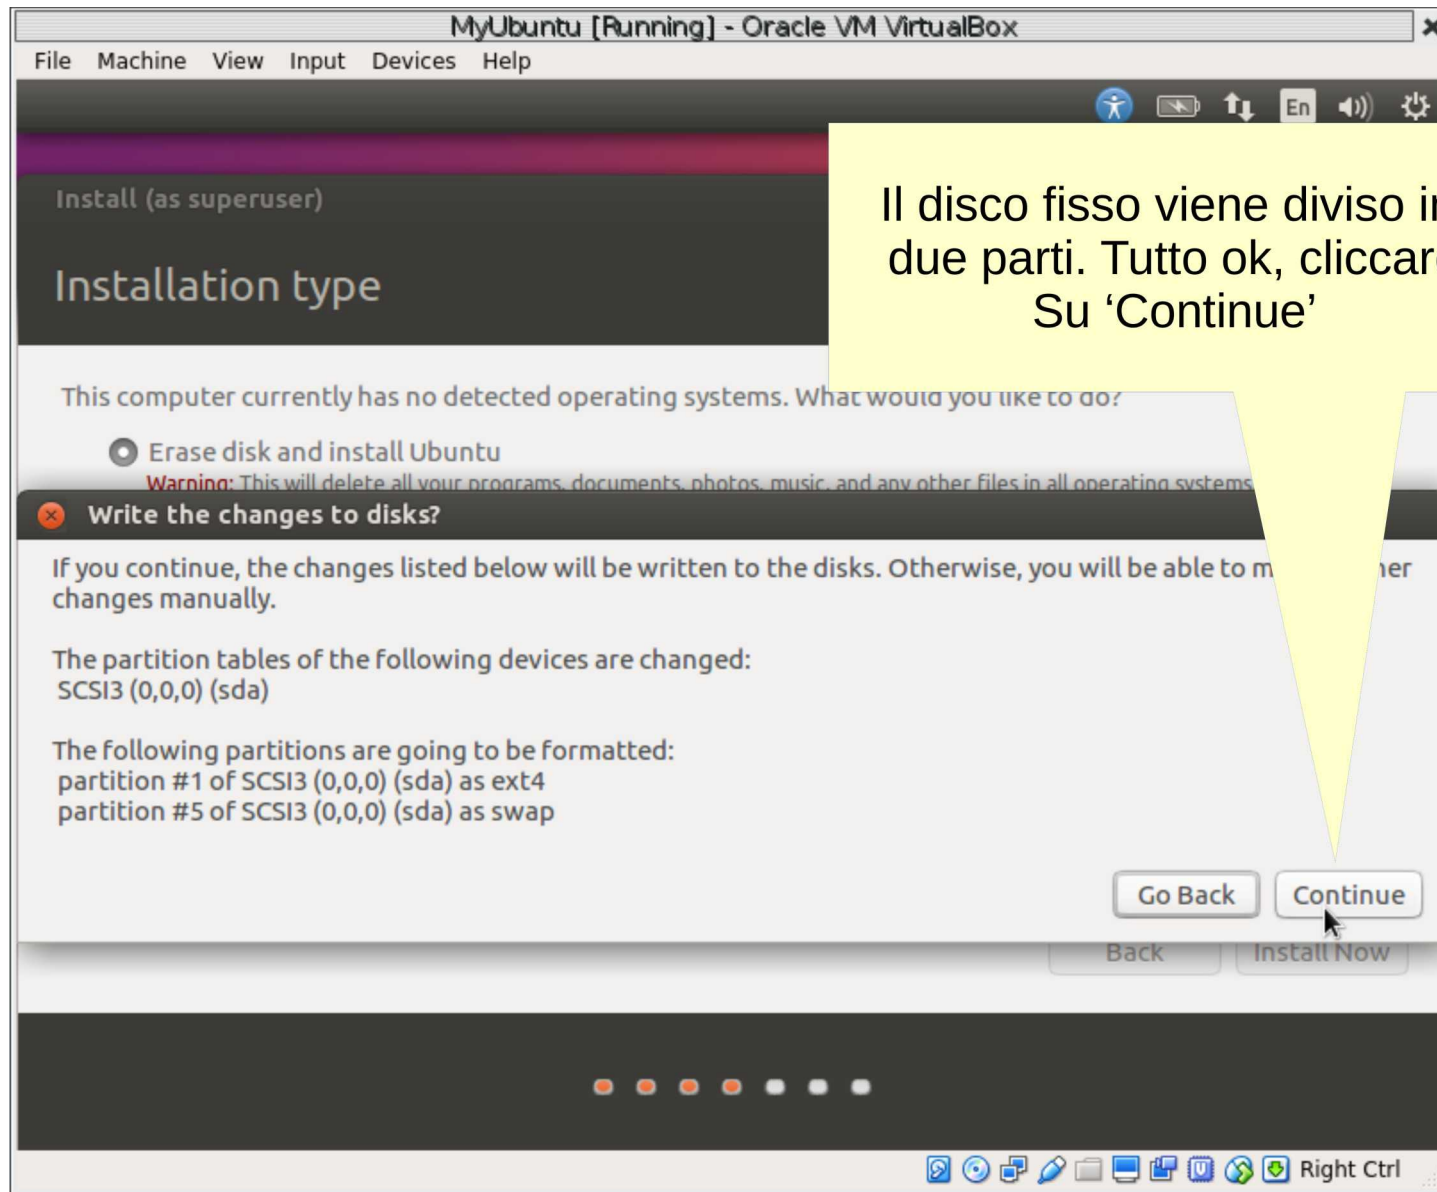 MyUbuntu [Running] - Oracle VM VirtualBox
File Machine View Input Devices Help
En
Install (as superuser)
Il disco fisso viene diviso
due parti. Tutto ok,
Su ‘Continue’
Installation type
This computer currently has no detected operating systems. What would you like to do?
Erase disk and install Ubuntu
Warning: This will delete all your programs, documents, photos, music, and any other files in all operating systems
Write the changes to disks?
If you continue, the changes listed below will be written to the disks. Otherwise, you will be able to
changes manually.
The partition tables of the following devices are changed:
SCSI3 (0,0,0) (sda)
The following partitions are going to be formatted:
partition #1 of SCSI3 (0,0,0) (sda) as ext4
partition #5 of SCSI3 (0,0,0) (sda) as swap
Go Back Continue
Back Install Now
Right Ctrl